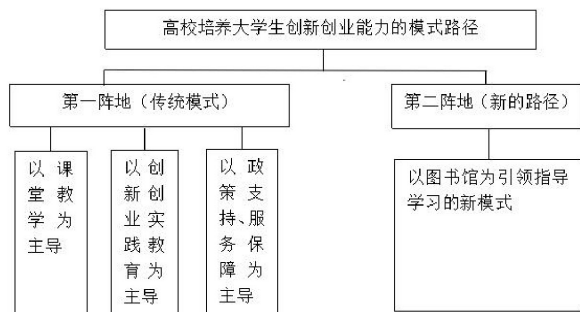 高校培养大学生创新创业能力的模式路径
第一阵地（传统模式）
第二阵地（新的路径）
以课
堂教
学为
主导
以创
新创
业实
践教
育为
主导
以政
策支
持、服
务保
障为
主导
以图书馆为引领指导
学习的新模式